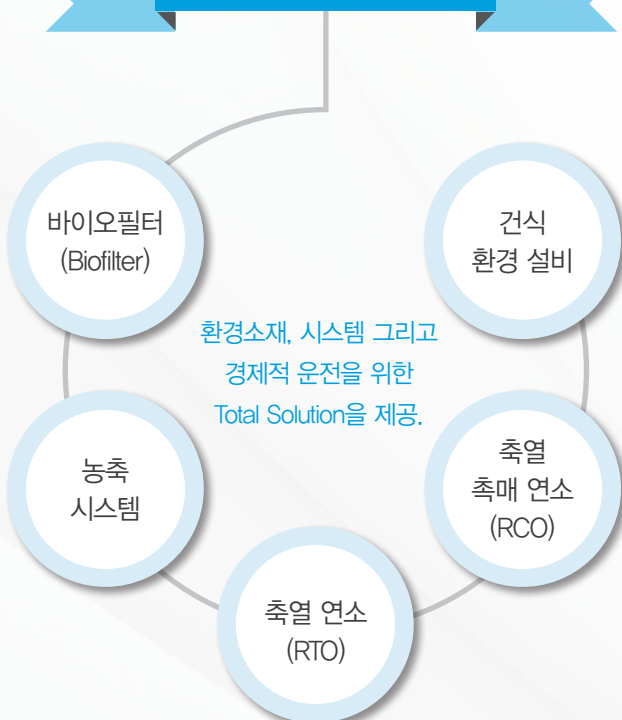 바이오필터
(Biofilter)
건식
환경 설비
환경소재, 시스템 그리고
경제적 운전을 위한
Total Solution을 제공.
농축
시스템
축열
촉매 연소
(RCO)
축열 연소
(RTO)